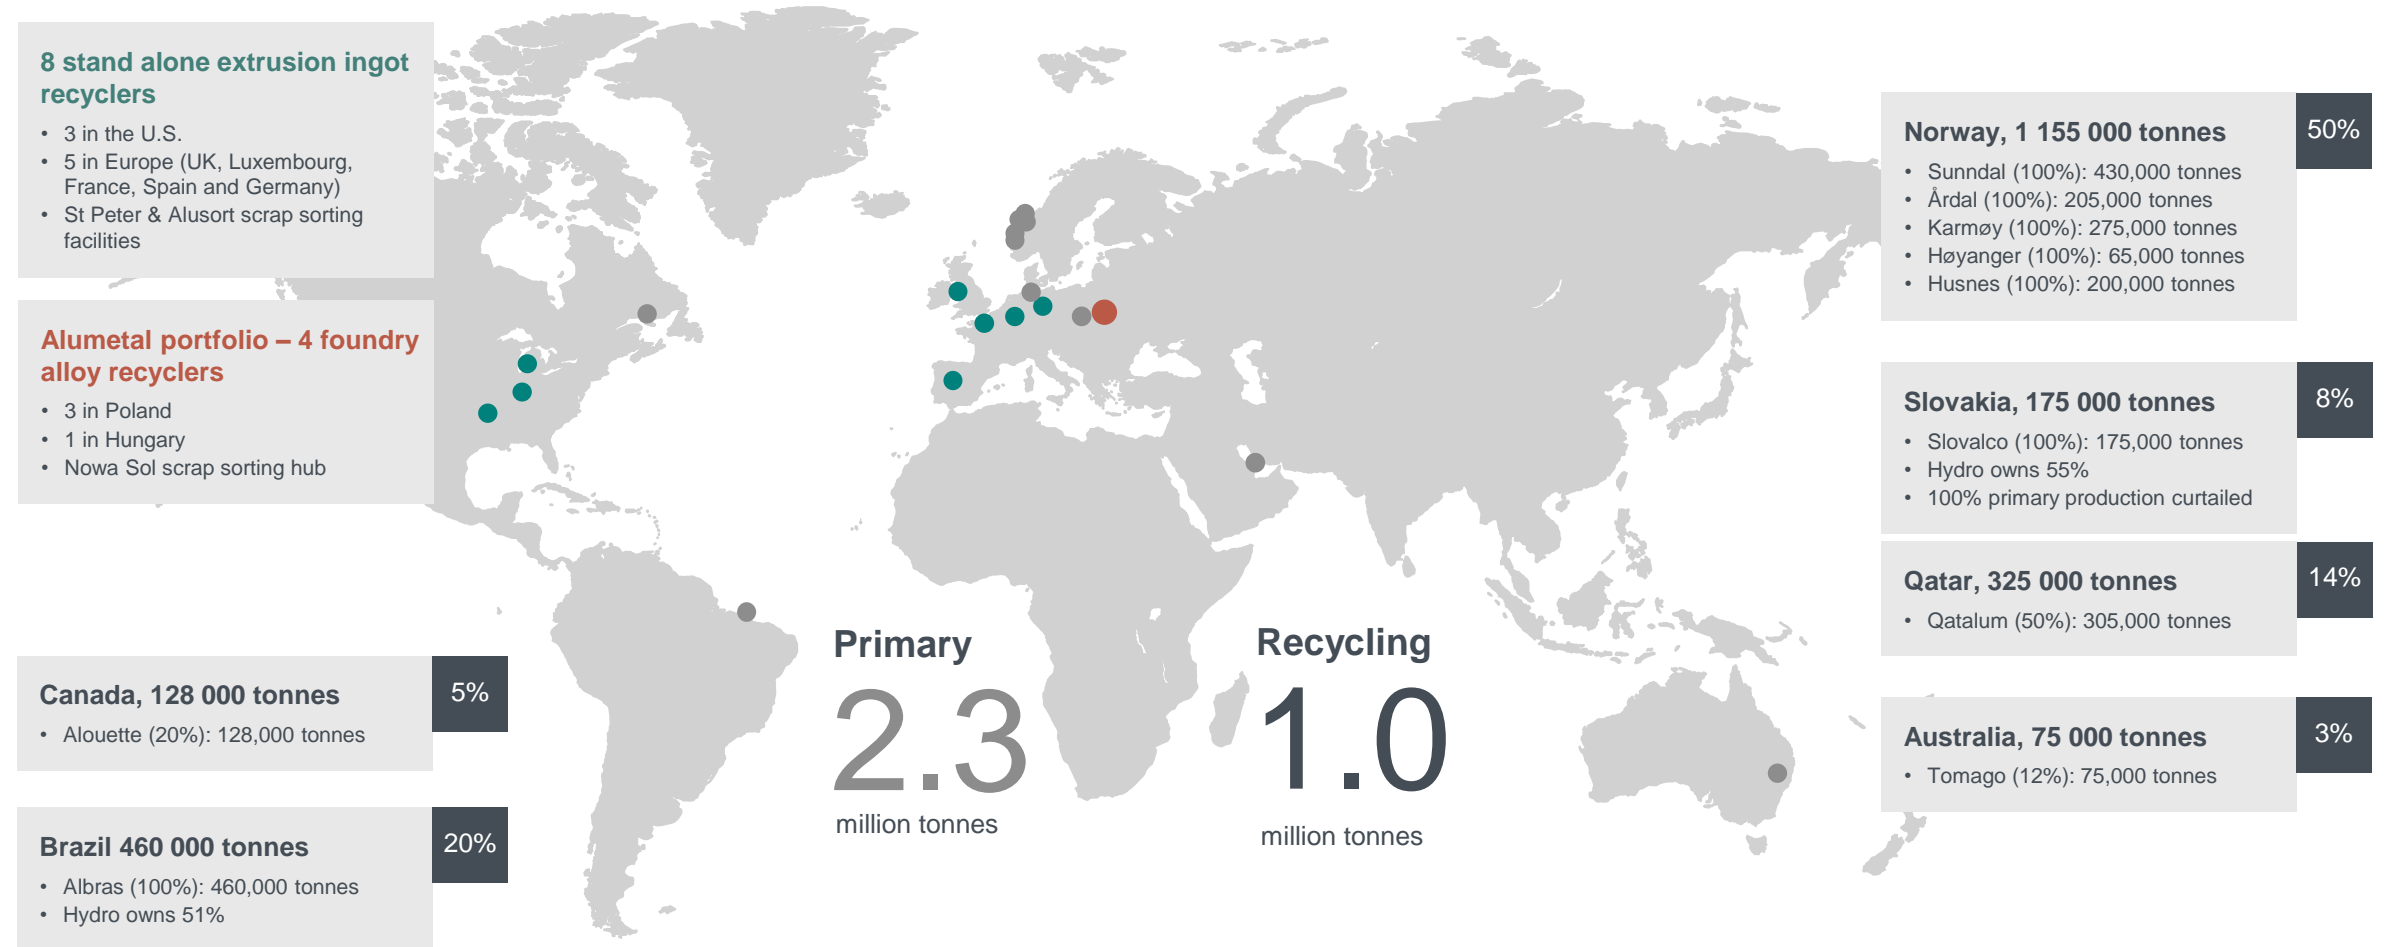 8 stand alone extrusion ingot
recyclers
• 3 in the U.S.
• 5 in Europe (UK, Luxembourg,
France, Spain and Germany)
• St Peter & Alusort scrap sorting
facilities
Alumetal portfolio – 4 foundry
alloy recyclers
• 3 in Poland
• 1 in Hungary
• Nowa Sol scrap sorting hub
Canada, 128 000 tonnes
5%
• Alouette (20%): 128,000 tonnes
Brazil 460 000 tonnes
20%
• Albras (100%): 460,000 tonnes
• Hydro owns 51%
Primary
2.3
million tonnes
Recycling
1.0
million tonnes
Norway, 1 155 000 tonnes
50%
• Sunndal (100%): 430,000 tonnes
• Årdal (100%): 205,000 tonnes
• Karmøy (100%): 275,000 tonnes
• Høyanger (100%): 65,000 tonnes
• Husnes (100%): 200,000 tonnes
Slovakia, 175 000 tonnes
8%
• Slovalco (100%): 175,000 tonnes
• Hydro owns 55%
• 100% primary production curtailed
Qatar, 325 000 tonnes
14%
• Qatalum (50%): 305,000 tonnes
Australia, 75 000 tonnes
3%
• Tomago (12%): 75,000 tonnes